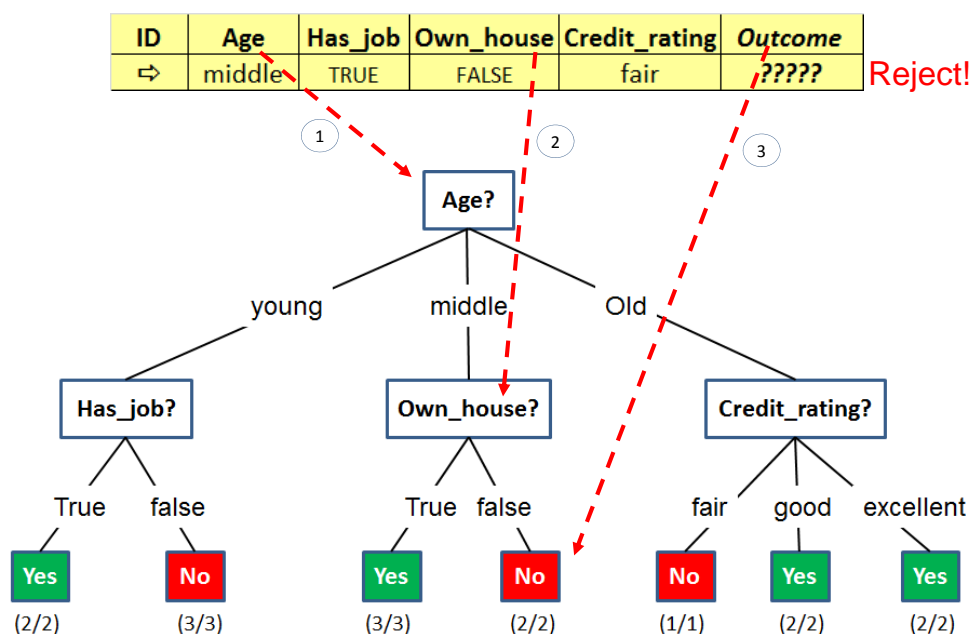 ID Age Has_job Own_house Credit_rating Outcome
⇨ middle TRUE FALSE fair ????? Reject!
1 2 3
Age?
young middle Old
Has_job? Own_house? Credit_rating?
True false True false fair good excellent
Yes No Yes No No Yes Yes
(2/2) (3/3) (3/3) (2/2) (1/1) (2/2) (2/2)